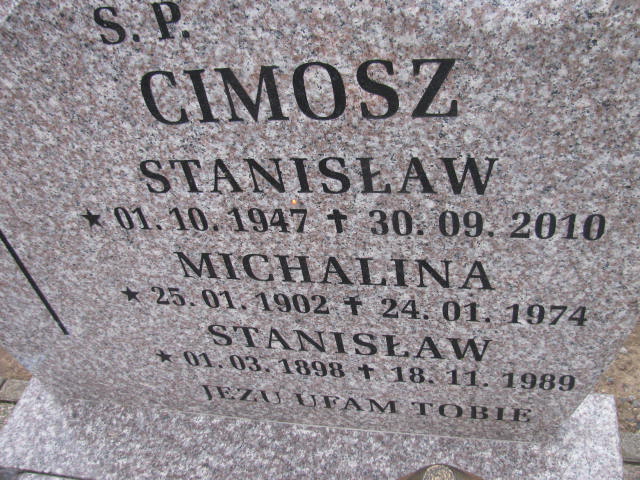 S.P.
CIMOSZ
STANISŁAW
★ 01.10.1947 ✝ 30.09.2010
MICHALINA
★ 25.01.1902 ✝ 24.01.1974
STANISŁAW
★ 01.03.1898 ✝ 18.11.1989
JEZU UFAM TOBIE